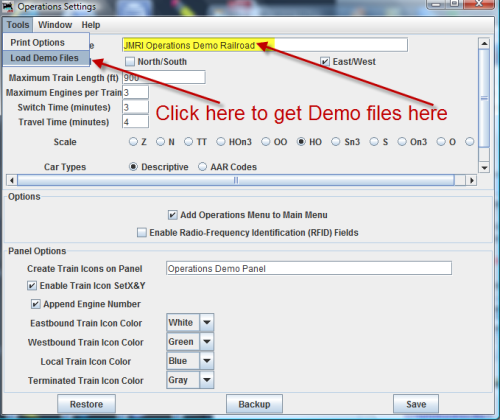 Operations Settings
Tools Window Help
Print Options
Load Demo Files
JMRI Operations Demo Railroad
North/South East/West
Maximum Train Length (ft) 900
Maximum Engines per Train 3
Switch Time (minutes) 3
Travel Time (minutes) 4
Click here to get Demo files here
Scale Z N TT HOn3 OO HO Sn3 S On3 O
Car Types Descriptive AAR Codes
Options
Add Operations Menu to Main Menu
Enable Radio-Frequency Identification (RFID) Fields
Panel Options
Create Train Icons on Panel Operations Demo Panel
Enable Train Icon SetX&Y
Append Engine Number
Eastbound Train Icon Color White
Westbound Train Icon Color Green
Local Train Icon Color Blue
Terminated Train Icon Color Gray
Restore Backup Save